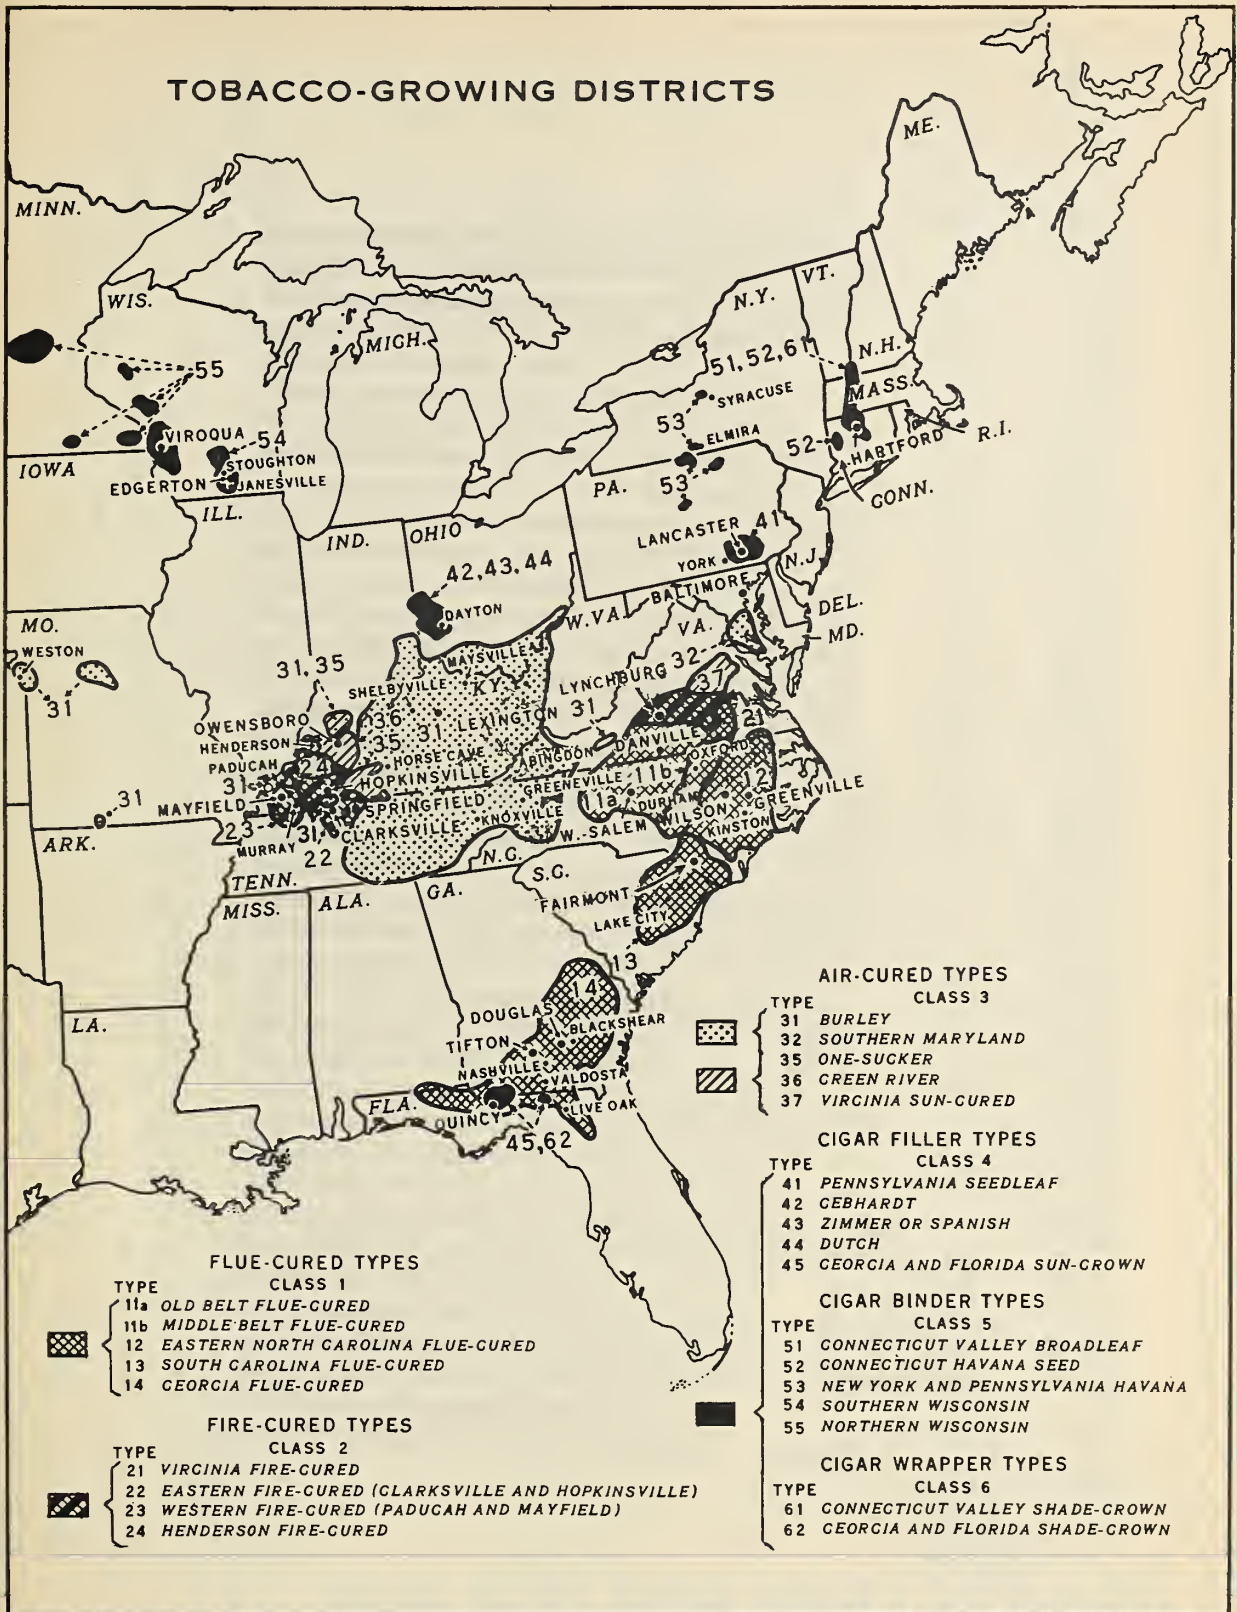 TOBACCO-GROWING DISTRICTS
ME.
MINN.
VT.
WIS.
N.Y.
MICH.
N.H.
51, 52, 61
55
MASS.
SYRACUSE
53
ELMIRA
VIROQUA
54
R.I.
52
HARTFORD
IOWA
STOUGHTON
EDGERTON
JANESVILLE
PA.
53
CONN.
ILL.
IND.
OHIO
LANCASTER
41
YORK
N.J.
42, 43, 44
BALTIMORE
DAYTON
W.VA.
VA.
DEL.
MD.
MO.
WESTON
MAYSVILLE
32
31
31, 35
SHELBYVILLE
KY.
LYNCHBURG
37
OWENSBORO
36
31
LEXINGTON
31
21
HENDERSON
35
HORSE CAVE
ABINGDON
DANVILLE
OXFORD
PADUCAH
24
HOPKINSVILLE
GREENEVILLE
11b
12
31
31
MAYFIELD
SPRINGFIELD
11a
DURHAM
GREENVILLE
23
31
CLARKSVILLE
KNOXVILLE
WILSON
ARK.
MURRAY
22
W.-SALEM
KINSTON
N.C.
TENN.
GA.
S.C.
MISS.
ALA.
FAIRMONT
LAKE CITY
13
14
LA.
DOUGLAS
BLACKSHEAR
TIFTON
NASHVILLE
VALDOSTA
FLA.
QUINCY
LIVE OAK
45, 62
AIR-CURED TYPES
TYPE CLASS 3
31 BURLEY
32 SOUTHERN MARYLAND
35 ONE-SUCKER
36 GREEN RIVER
37 VIRGINIA SUN-CURED
CIGAR FILLER TYPES
TYPE CLASS 4
41 PENNSYLVANIA SEEDLEAF
42 GEBHARDT
43 ZIMMER OR SPANISH
44 DUTCH
45 GEORGIA AND FLORIDA SUN-GROWN
CIGAR BINDER TYPES
TYPE CLASS 5
51 CONNECTICUT VALLEY BROADLEAF
52 CONNECTICUT HAVANA SEED
53 NEW YORK AND PENNSYLVANIA HAVANA
54 SOUTHERN WISCONSIN
55 NORTHERN WISCONSIN
CIGAR WRAPPER TYPES
TYPE CLASS 6
61 CONNECTICUT VALLEY SHADE-GROWN
62 GEORGIA AND FLORIDA SHADE-GROWN
FLUE-CURED TYPES
TYPE CLASS 1
11a OLD BELT FLUE-CURED
11b MIDDLE BELT FLUE-CURED
12 EASTERN NORTH CAROLINA FLUE-CURED
13 SOUTH CAROLINA FLUE-CURED
14 GEORGIA FLUE-CURED
FIRE-CURED TYPES
TYPE CLASS 2
21 VIRGINIA FIRE-CURED
22 EASTERN FIRE-CURED (CLARKSVILLE AND HOPKINSVILLE)
23 WESTERN FIRE-CURED (PADUCAH AND MAYFIELD)
24 HENDERSON FIRE-CURED